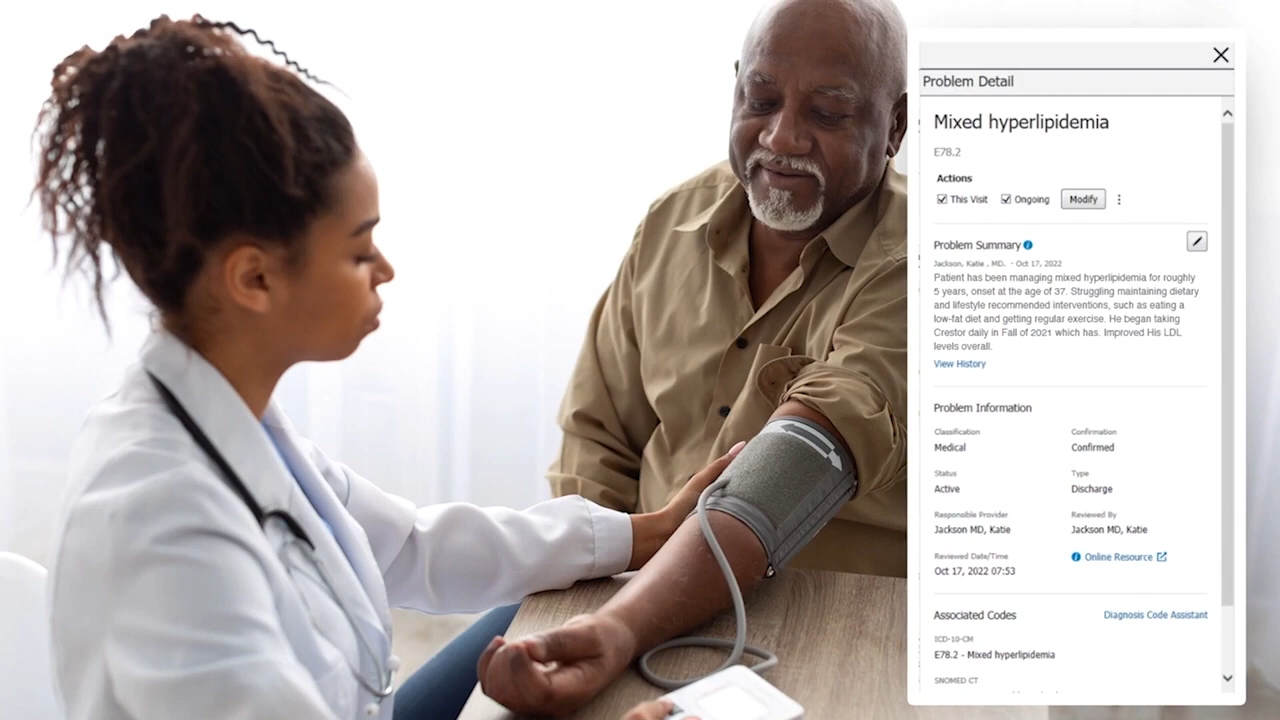 Problem Detail
Mixed hyperlipidemia
E78.2
Actions
This Visit Ongoing Modify
Problem Summary
Jackson, Katie , MD. - Oct 17, 2022
Patient has been managing mixed hyperlipidemia for roughly
5 years, onset at the age of 37. Struggling maintaining dietary
and lifestyle recommended interventions, such as eating a
low-fat diet and getting regular exercise. He began taking
Crestor daily in Fall of 2021 which has. Improved His LDL
levels overall.
View History
Problem Information
Classification Confirmation
Medical Confirmed
Status Type
Active Discharge
Responsible Provider Reviewed By
Jackson MD, Katie Jackson MD, Katie
Reviewed Date/Time Online Resource
Oct 17, 2022 07:53
Associated Codes Diagnosis Code Assistant
ICD-10-CM
E78.2 - Mixed hyperlipidemia
SNOMED CT